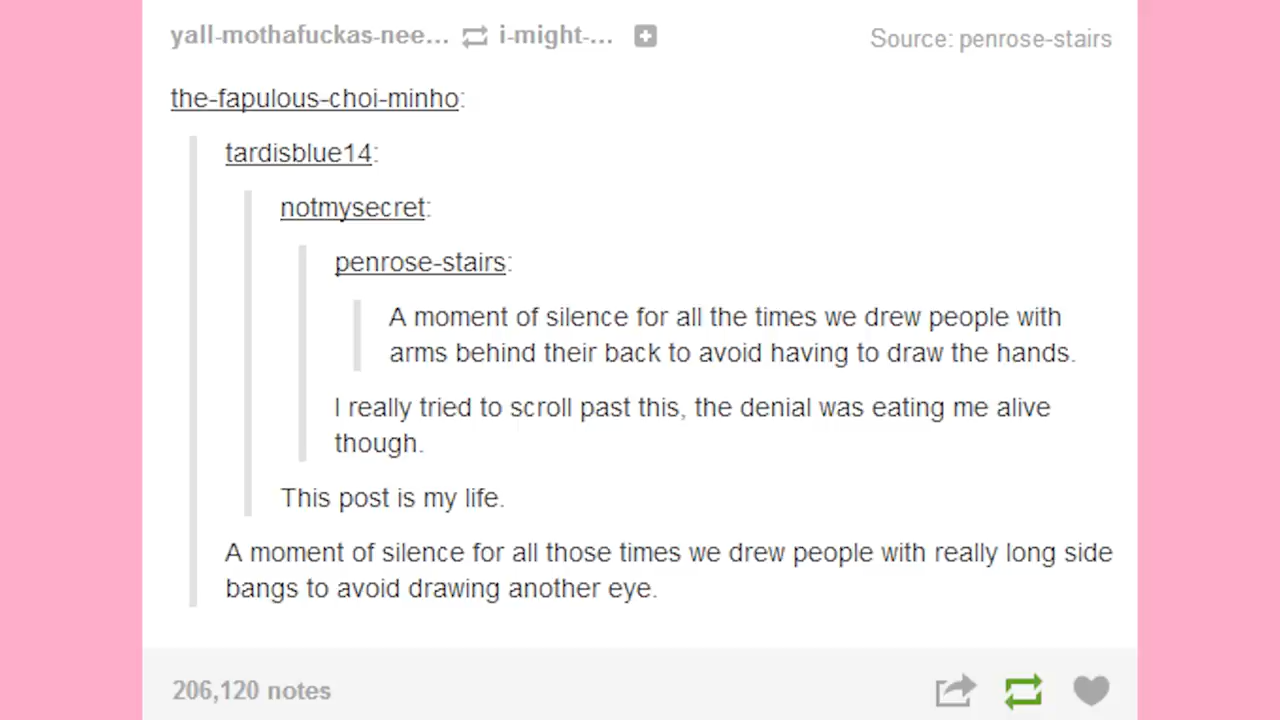 yall-mothafuckas-nee... i-might-... Source: penrose-stairs
the-fapulous-choi-minho:
tardisblue14:
notmysecret:
penrose-stairs:
A moment of silence for all the times we drew people with
arms behind their back to avoid having to draw the hands.
I really tried to scroll past this, the denial was eating me alive
though.
This post is my life.
A moment of silence for all those times we drew people with really long side
bangs to avoid drawing another eye.
206,120 notes